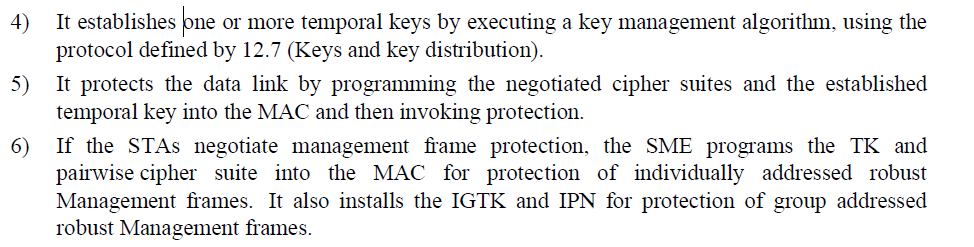 4) It establishes one or more temporal keys by executing a key management algorithm, using the
protocol defined by 12.7 (Keys and key distribution).
5) It protects the data link by programming the negotiated cipher suites and the established
temporal key into the MAC and then invoking protection.
6) If the STAs negotiate management frame protection, the SME programs the TK and
pairwise cipher suite into the MAC for protection of individually addressed robust
Management frames. It also installs the IGTK and IPN for protection of group addressed
robust Management frames.